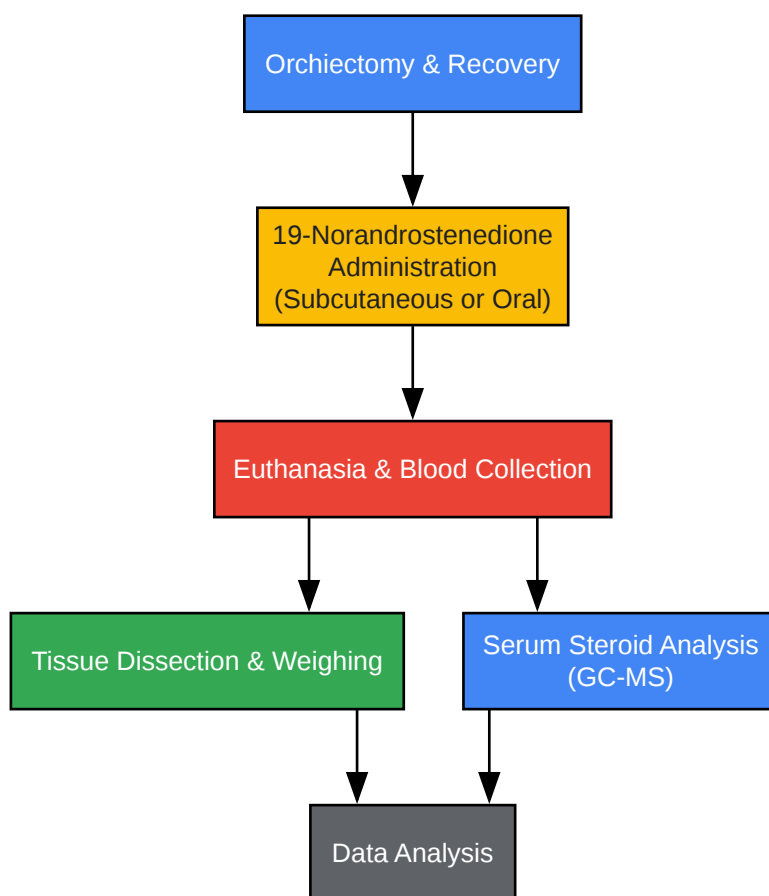 Orchiectomy & Recovery
19-Norandrostenedione
Administration
(Subcutaneous or Oral)
Euthanasia & Blood Collection
Tissue Dissection & Weighing
Serum Steroid Analysis
(GC-MS)
Data Analysis